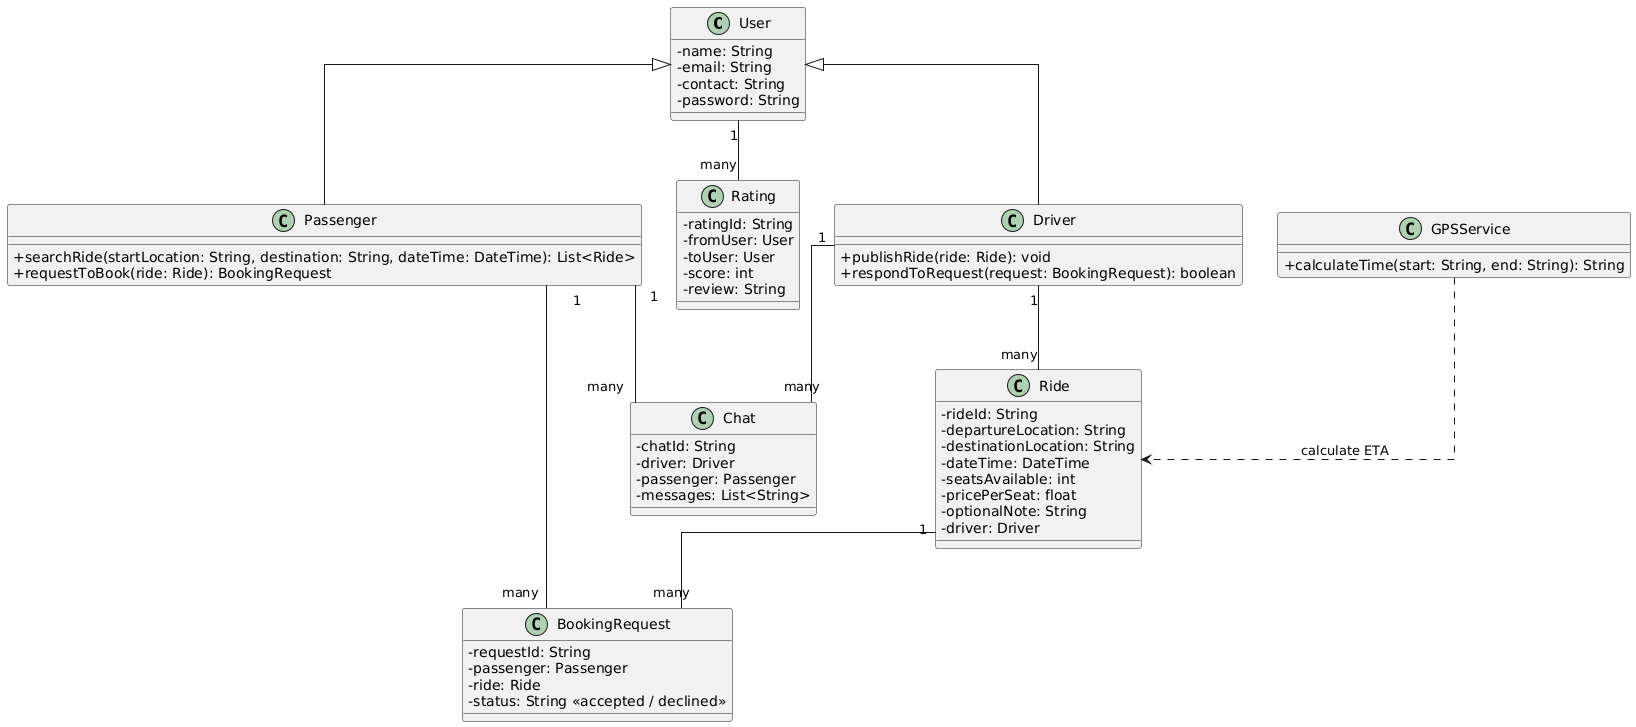 C User
-name: String
-email: String
-contact: String
-password: String
1
many
C Passenger
+searchRide(startLocation: String, destination: String, dateTime: DateTime): List<Ride>
+requestToBook(ride: Ride): BookingRequest
C Rating
-ratingId: String
-fromUser: User
-toUser: User
-score: int
-review: String
C Driver
+publishRide(ride: Ride): void
+respondToRequest(request: BookingRequest): boolean
C GPSService
+calculateTime(start: String, end: String): String
1
1
1
1
many
many
many
C Chat
-chatId: String
-driver: Driver
-passenger: Passenger
-messages: List<String>
C Ride
-rideId: String
-departureLocation: String
-destinationLocation: String
-dateTime: DateTime
-seatsAvailable: int
-pricePerSeat: float
-optionalNote: String
-driver: Driver
calculate ETA
1
many
many
C BookingRequest
-requestId: String
-passenger: Passenger
-ride: Ride
-status: String «accepted / declined»